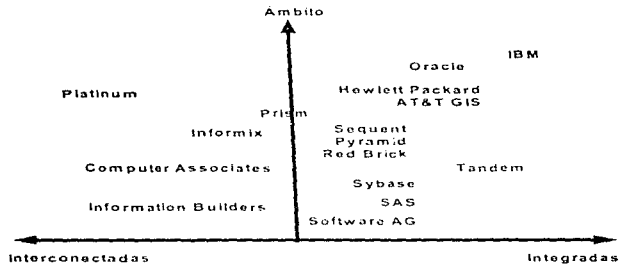 Ámbito
IBM
Oracle
Platinum
Hewlett Packard
AT&T GIS
Prism
Informix
Sequent
Pyramid
Red Brick
Computer Associates
Tandem
Sybase
Information Builders
SAS
Software AG
Interconectadas
Integradas